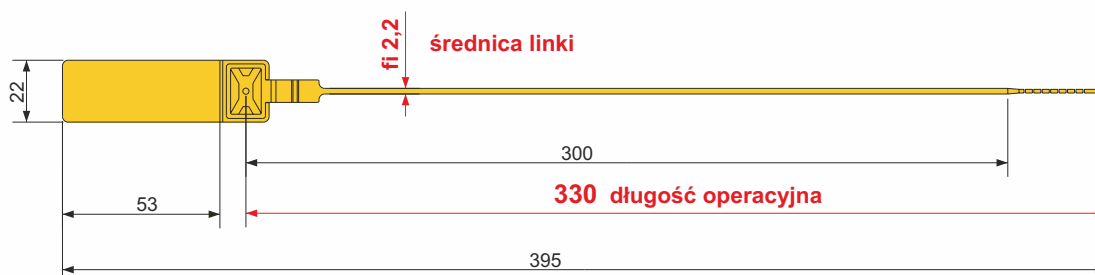 fi 2,2
średnica linki
22
300
53
330 długość operacyjna
395